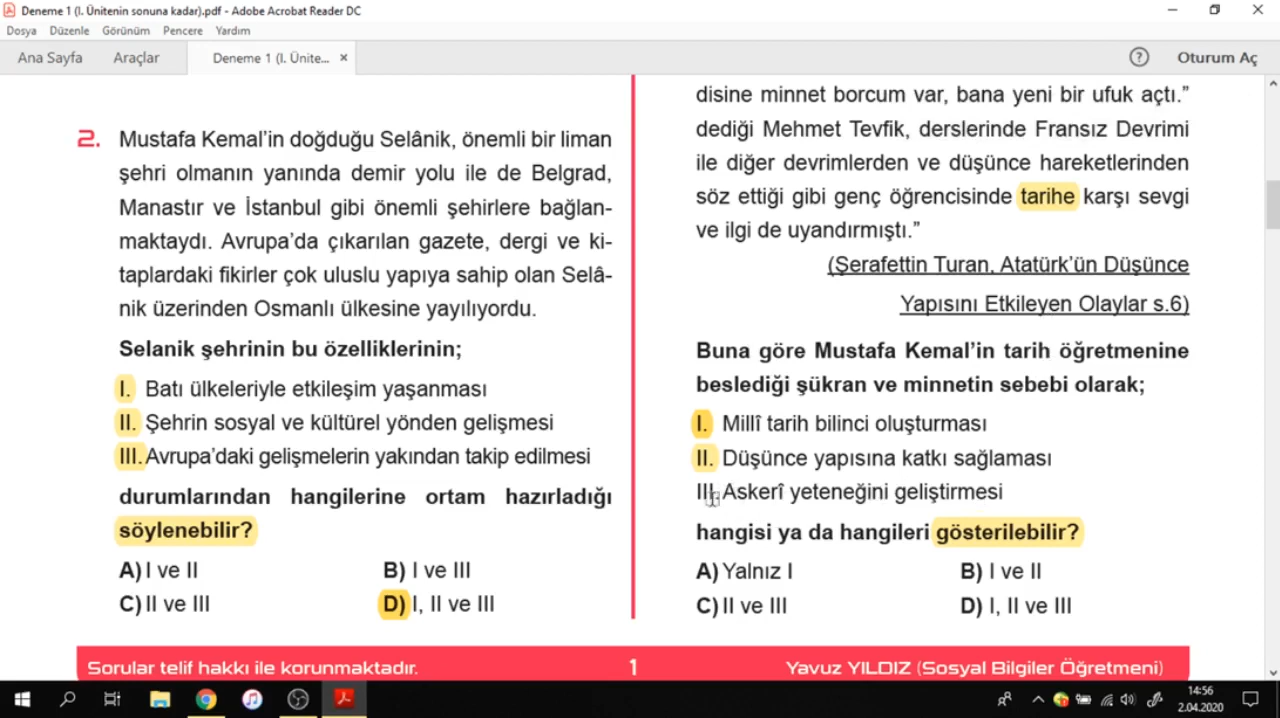 Deneme 1 (I. Ünitenin sonuna kadar).pdf - Adobe Acrobat Reader DC
Dosya Düzenle Görünüm Pencere Yardım
Ana Sayfa Araçlar Deneme 1 (I. Ünite... × ? Oturum Aç
2. Mustafa Kemal'in doğduğu Selânik, önemli bir liman
şehri olmanın yanında demir yolu ile de Belgrad,
Manastır ve İstanbul gibi önemli şehirlere bağlan-
maktaydı. Avrupa'da çıkarılan gazete, dergi ve ki-
taplardaki fikirler çok uluslu yapıya sahip olan Selâ-
nik üzerinden Osmanlı ülkesine yayılıyordu.
Selanik şehrinin bu özelliklerinin;
I. Batı ülkeleriyle etkileşim yaşanması
II. Şehrin sosyal ve kültürel yönden gelişmesi
III. Avrupa'daki gelişmelerin yakından takip edilmesi
durumlarından hangilerine ortam hazırladığı
söylenebilir?
A) I ve II B) I ve III
C) II ve III D) I, II ve III
disine minnet borcum var, bana yeni bir ufuk açtı."
dediği Mehmet Tevfik, derslerinde Fransız Devrimi
ile diğer devrimlerden ve düşünce hareketlerinden
söz ettiği gibi genç öğrencisinde tarihe karşı sevgi
ve ilgi de uyandırmıştı."
(Şerafettin Turan, Atatürk'ün Düşünce
Yapısını Etkileyen Olaylar s.6)
Buna göre Mustafa Kemal'in tarih öğretmenine
beslediği şükran ve minnetin sebebi olarak;
I. Millî tarih bilinci oluşturması
II. Düşünce yapısına katkı sağlaması
III. Askerî yeteneğini geliştirmesi
hangisi ya da hangileri gösterilebilir?
A) Yalnız I B) I ve II
C) II ve III D) I, II ve III
Sorular telif hakkı ile korunmaktadır. 1 Yavuz YILDIZ (Sosyal Bilgiler Öğretmeni)
14:56
2.04.2020